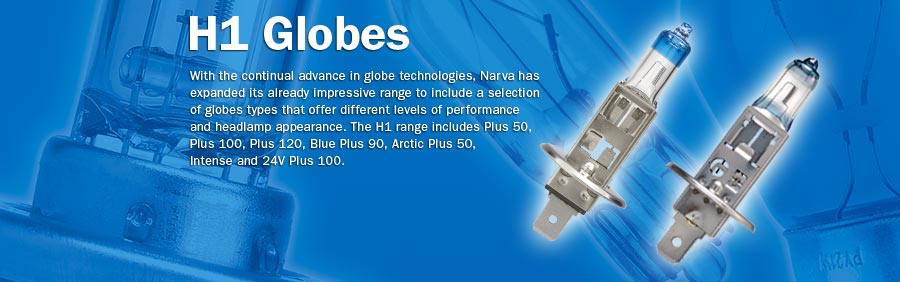 H1 Globes
With the continual advance in globe technologies, Narva has
expanded its already impressive range to include a selection
of globes types that offer different levels of performance
and headlamp appearance. The H1 range includes Plus 50,
Plus 100, Plus 120, Blue Plus 90, Arctic Plus 50,
Intense and 24V Plus 100.